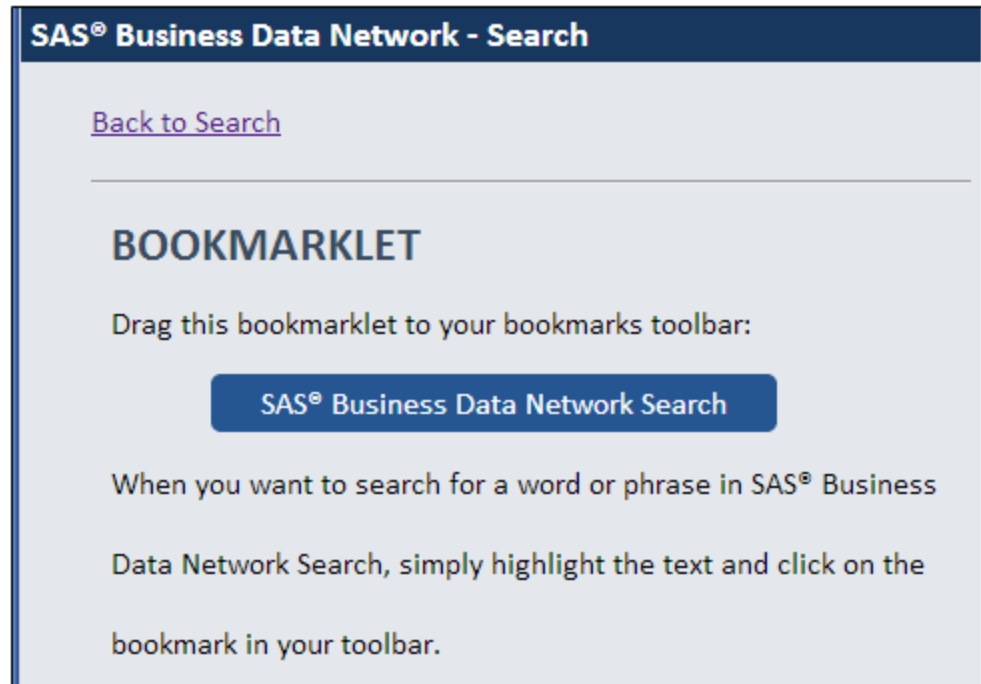 SAS® Business Data Network - Search
Back to Search
BOOKMARKLET
Drag this bookmarklet to your bookmarks toolbar:
SAS® Business Data Network Search
When you want to search for a word or phrase in SAS® Business
Data Network Search, simply highlight the text and click on the
bookmark in your toolbar.